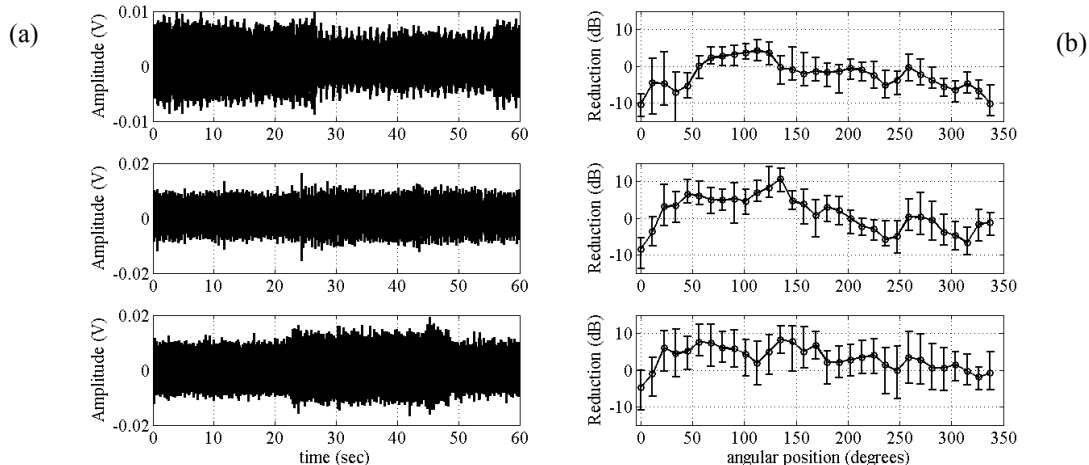 (a)
Amplitude (V)
0.01
0
-0.01
0 10 20 30 40 50 60
Amplitude (V)
0.02
0
-0.02
0 10 20 30 40 50 60
Amplitude (V)
0.02
0
-0.02
0 10 20 30 40 50 60
time (sec)
(b)
Reduction (dB)
10
0
-10
0 50 100 150 200 250 300 350
Reduction (dB)
10
0
-10
0 50 100 150 200 250 300 350
Reduction (dB)
10
0
-10
0 50 100 150 200 250 300 350
angular position (degrees)